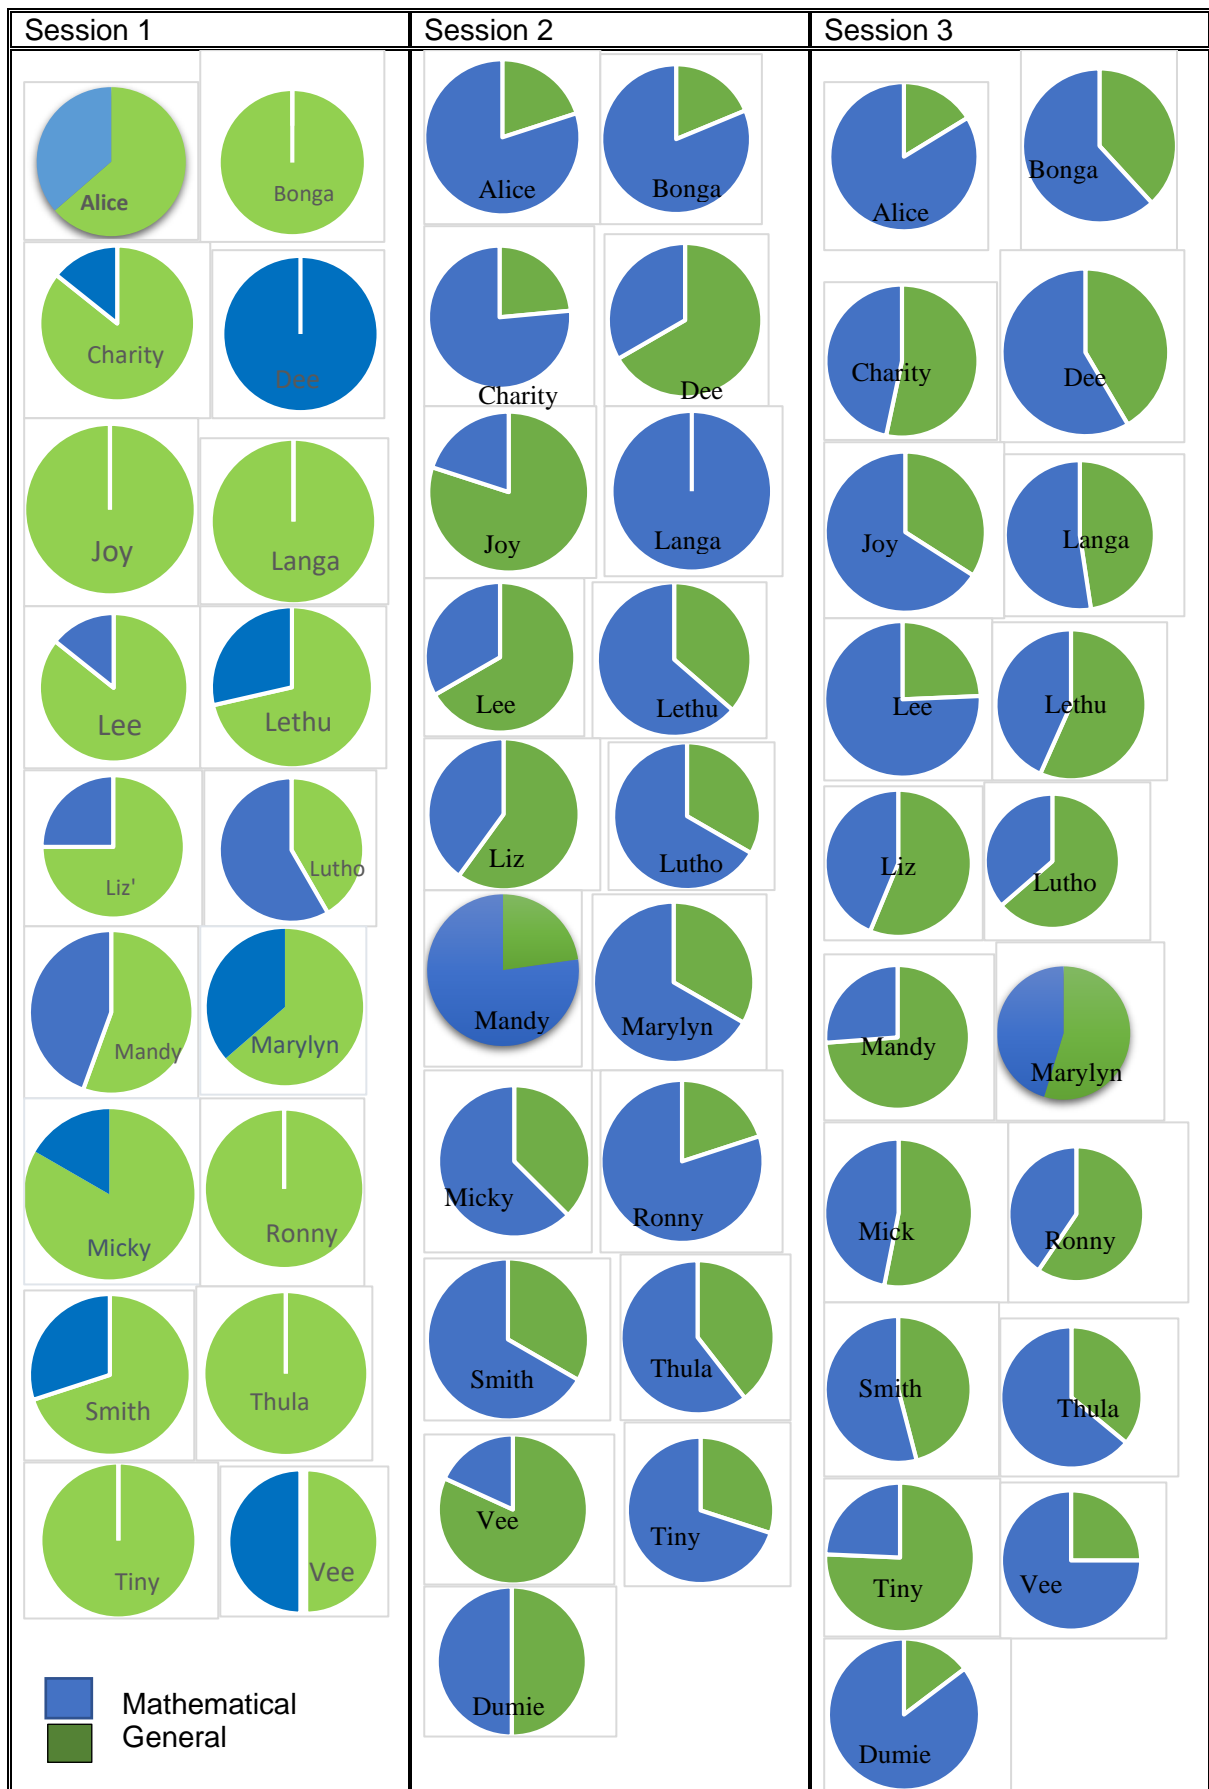 Session 1
Session 2
Session 3
Alice
Bonga
Charity
Dee
Joy
Langa
Lee
Lethu
Liz'
Lutho
Mandy
Marylyn
Micky
Ronny
Smith
Thula
Tiny
Vee
Mathematical
General
Alice
Bonga
Charity
Dee
Joy
Langa
Lee
Lethu
Liz
Lutho
Mandy
Marylyn
Micky
Ronny
Smith
Thula
Vee
Tiny
Dumie
Alice
Bonga
Charity
Dee
Joy
Langa
Lee
Lethu
Liz
Lutho
Mandy
Marylyn
Mick
Ronny
Smith
Thula
Tiny
Vee
Dumie